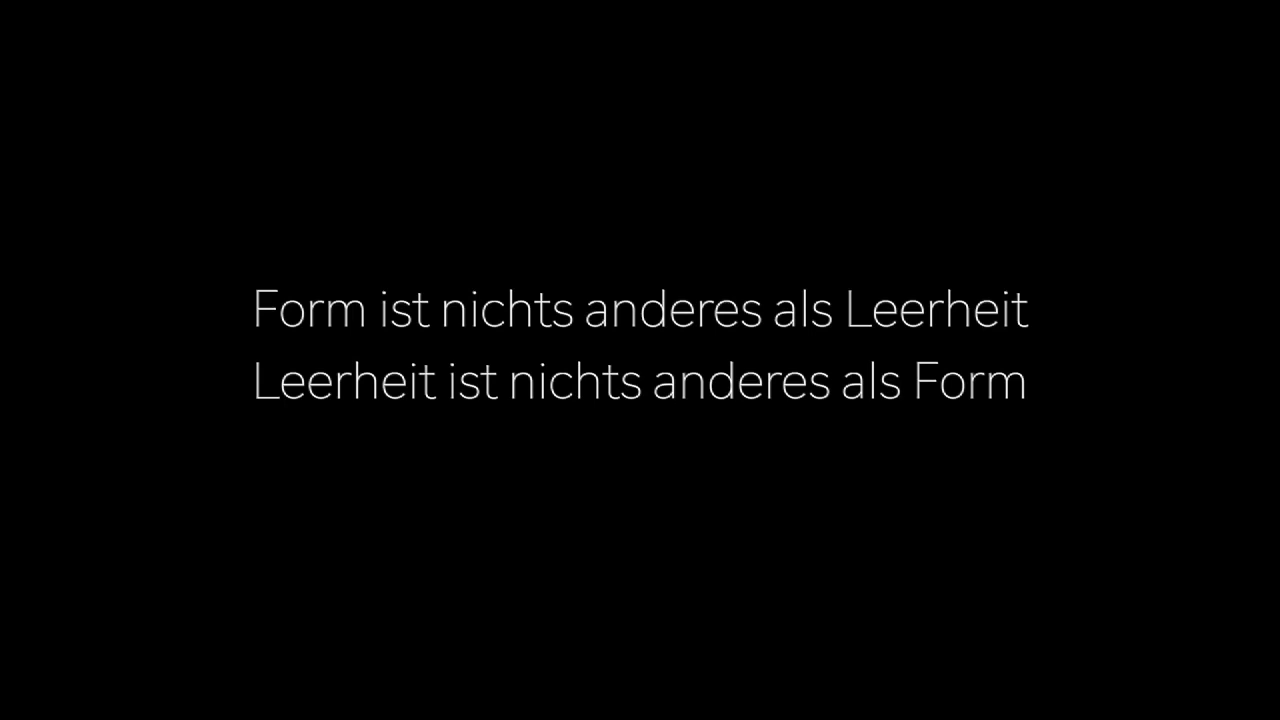 Form ist nichts anderes als Leerheit
Leerheit ist nichts anderes als Form